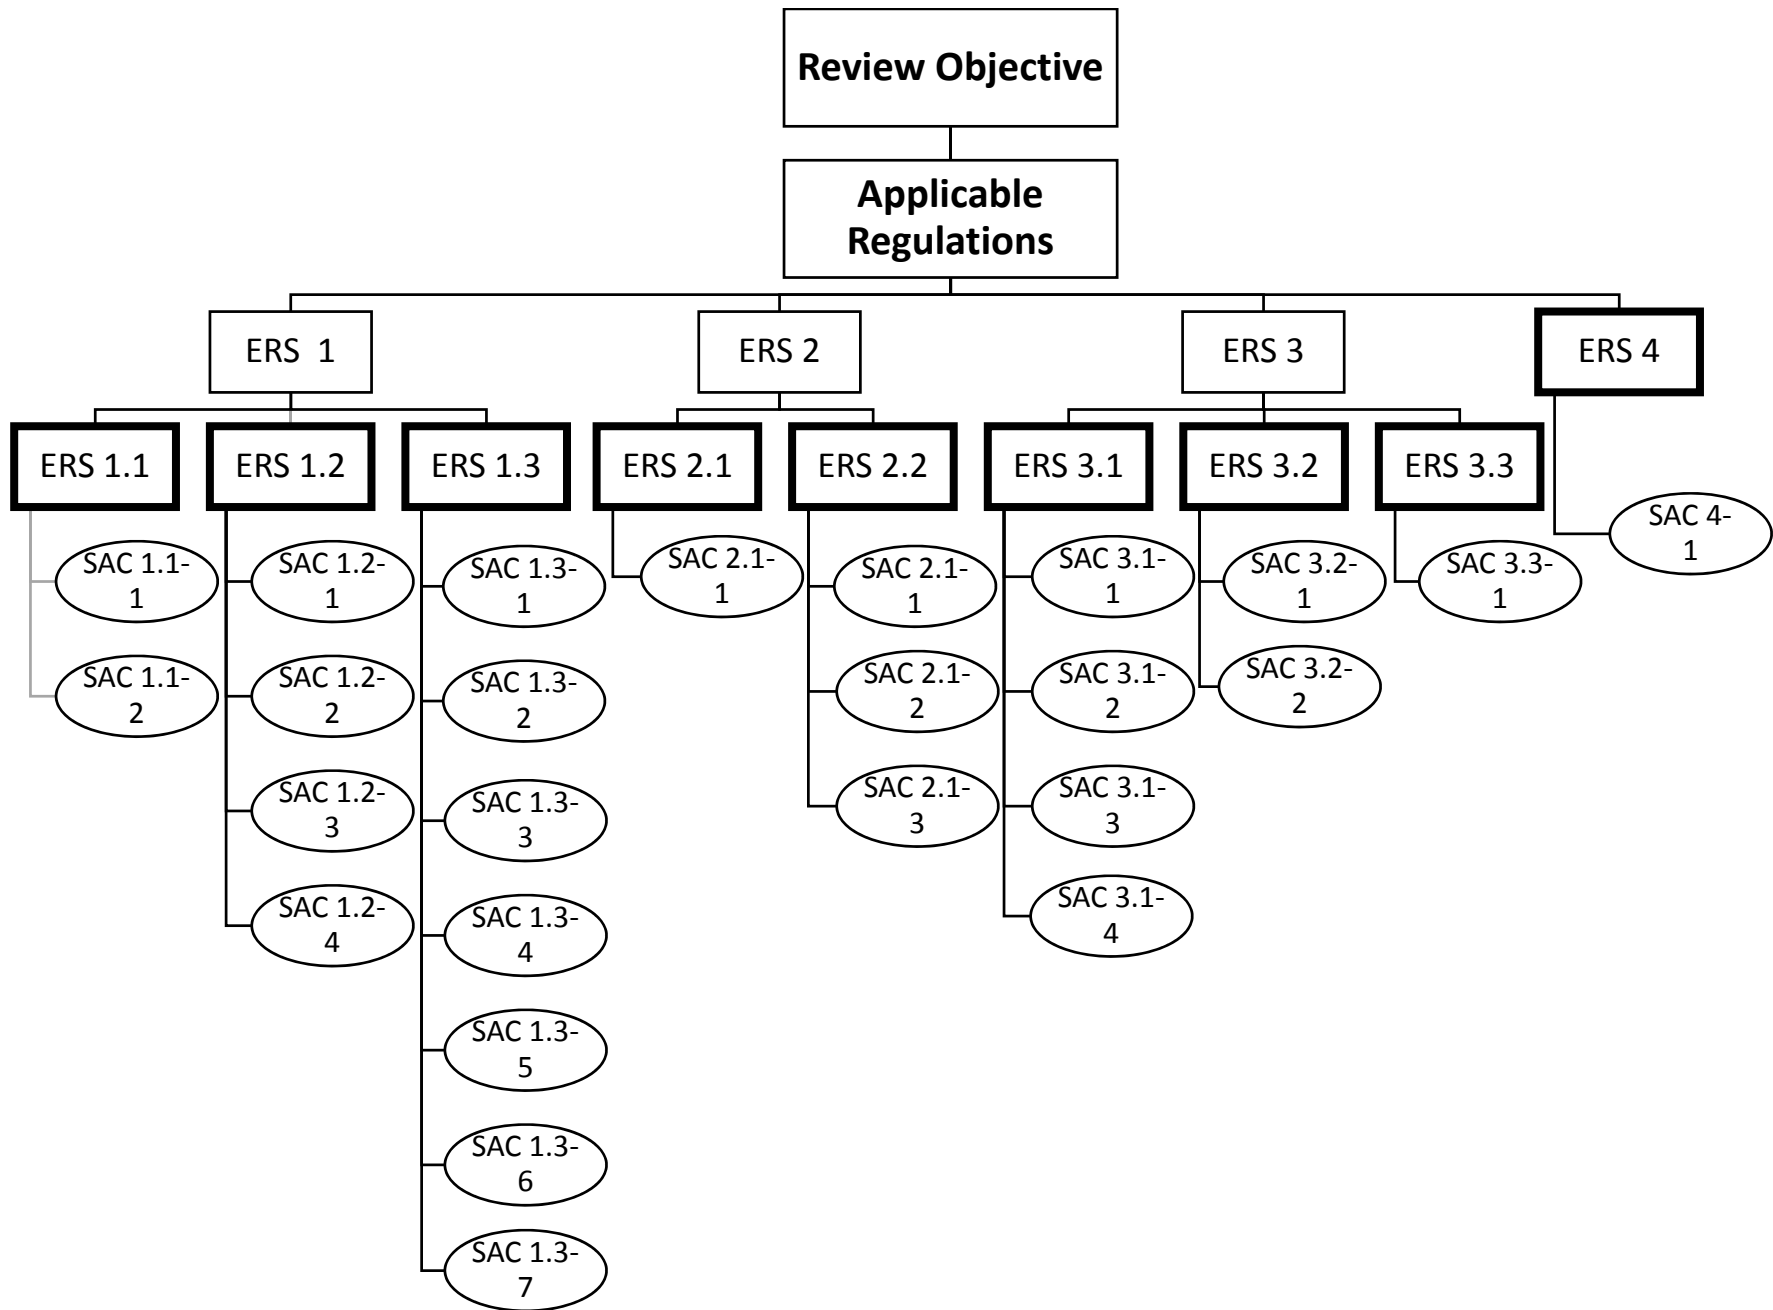 Review Objective
Applicable
Regulations
ERS  1
ERS 2
ERS 3
ERS 4
ERS 1.1
ERS 1.2
ERS 1.3
ERS 2.1
ERS 2.2
ERS 3.1
ERS 3.2
ERS 3.3
SAC 1.1-
1
SAC 1.1-
2
SAC 1.2-
1
SAC 1.2-
2
SAC 1.2-
3
SAC 1.2-
4
SAC 1.3-
1
SAC 1.3-
2
SAC 1.3-
3
SAC 1.3-
4
SAC 1.3-
5
SAC 1.3-
6
SAC 1.3-
7
SAC 2.1-
1
SAC 2.1-
1
SAC 2.1-
2
SAC 2.1-
3
SAC 3.1-
1
SAC 3.1-
2
SAC 3.1-
3
SAC 3.1-
4
SAC 3.2-
1
SAC 3.2-
2
SAC 3.3-
1
SAC 4-
1